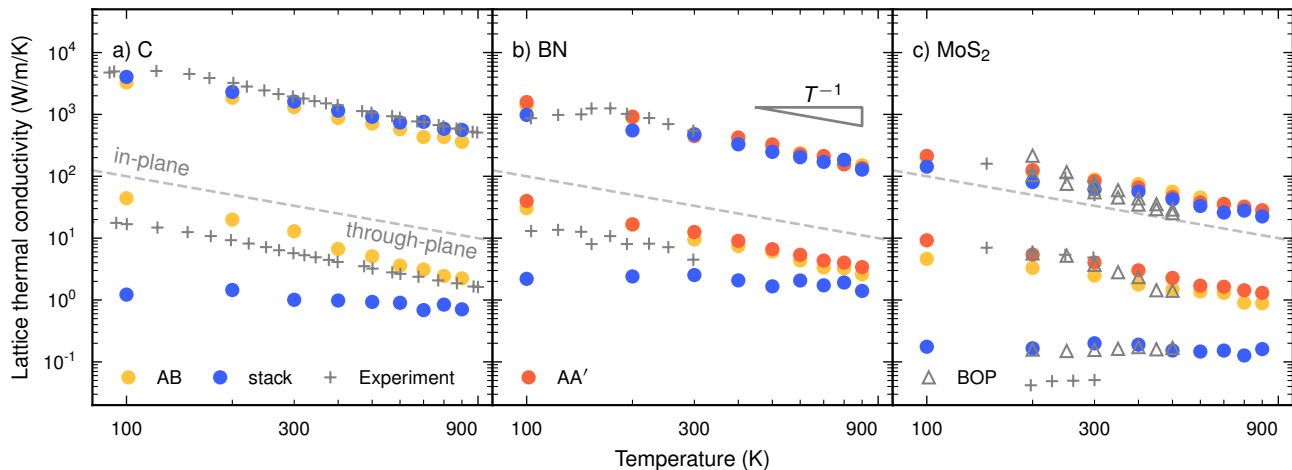 Lattice thermal conductivity (W/m/K)
10⁴
10³
10²
10¹
10⁰
10⁻¹
a) C
in-plane
through-plane
AB
stack
Experiment
b) BN
T⁻¹
AA′
c) MoS₂
BOP
100
300
900
100
300
900
100
300
900
Temperature (K)